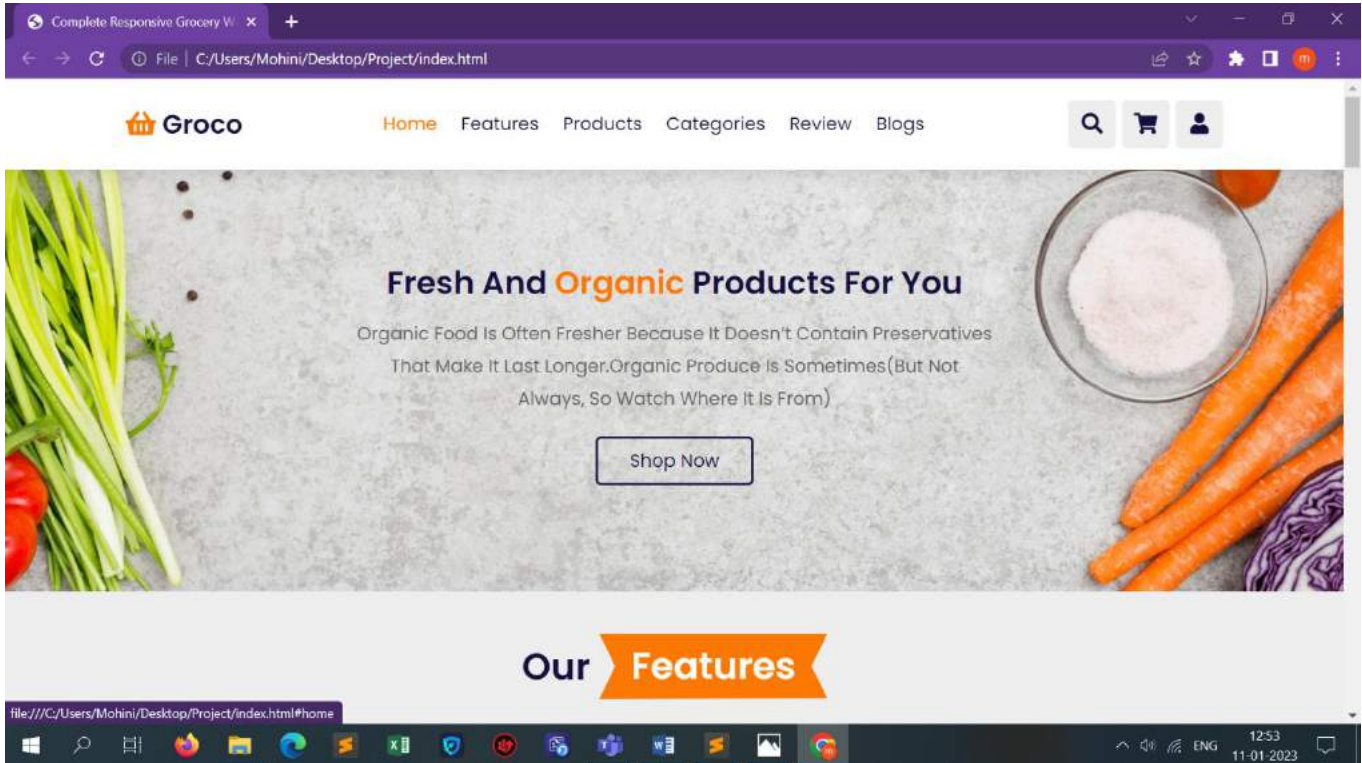 Complete Responsive Grocery W
File | C:/Users/Mohini/Desktop/Project/index.html
m
Groco
Home Features Products Categories Review Blogs
Fresh And Organic Products For You
Organic Food Is Often Fresher Because It Doesn't Contain Preservatives
That Make It Last Longer.Organic Produce Is Sometimes(But Not
Always, So Watch Where It Is From)
Shop Now
Our Features
file:///C:/Users/Mohini/Desktop/Project/index.html#home
ENG
12:53
11-01-2023